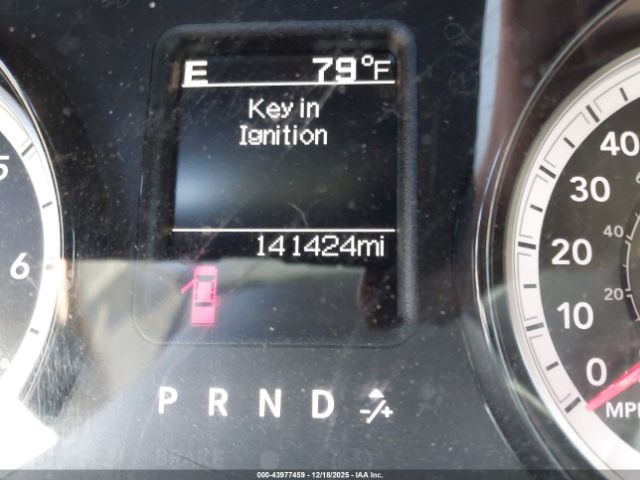 E 79°F
Key in
Ignition
141424mi
5
6
40
30
20
10
0
40
20
P R N D -/+
BRAKE
000-43977459 - 12/18/2025 - IAA Inc.